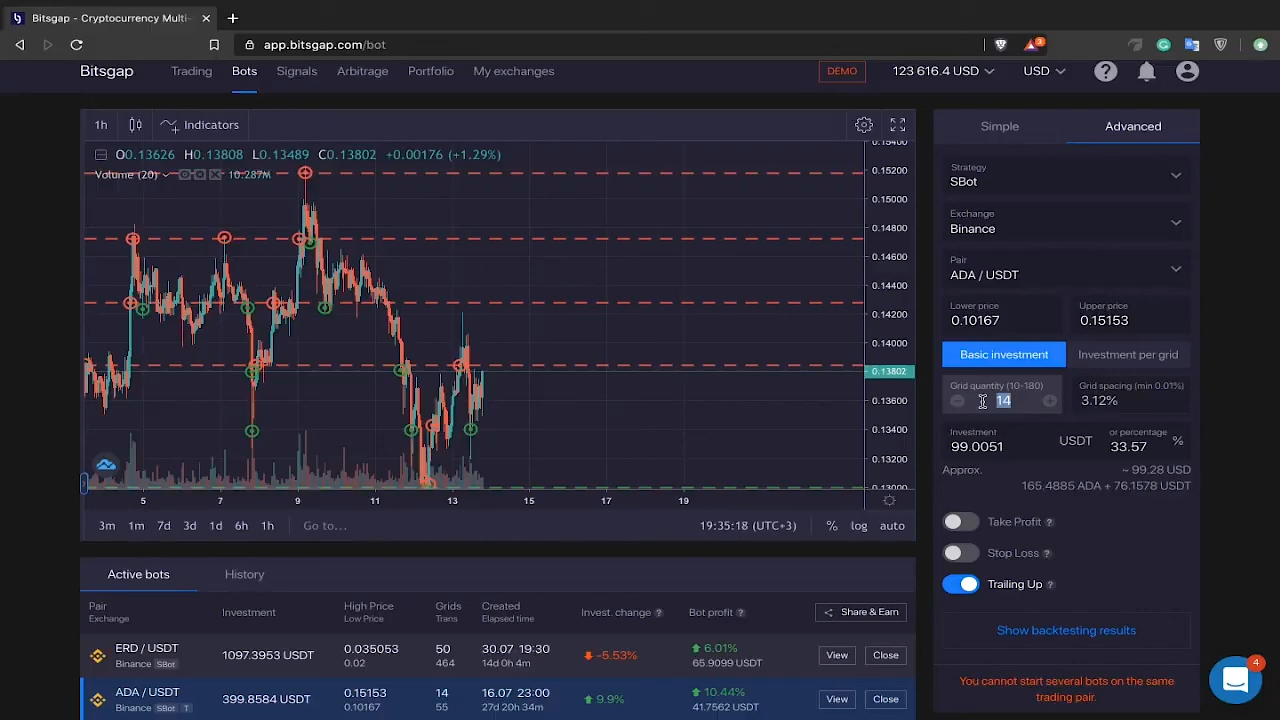 Bitsgap - Cryptocurrency Multi-
app.bitsgap.com/bot
3
Bitsgap
Trading
Bots
Signals
Arbitrage
Portfolio
My exchanges
DEMO
123 616.4 USD
USD
1h
Indicators
O0.13626 H0.13808 L0.13489 C0.13802 +0.00176 (+1.29%)
Volume (20) 10.287M
0.15400
0.15200
0.15000
0.14800
0.14600
0.14400
0.14200
0.14000
0.13802
0.13600
0.13400
0.13200
0.13000
5 7 9 11 13 15 17 19
3m 1m 7d 3d 1d 6h 1h Go to...
19:35:18 (UTC+3) % log auto
Simple
Advanced
Strategy
SBot
Exchange
Binance
Pair
ADA / USDT
Lower price
0.10167
Upper price
0.15153
Basic investment
Investment per grid
Grid quantity (10-180)
14
Grid spacing (min 0.01%)
3.12%
Investment
99.0051 USDT
or percentage
33.57 %
Approx. ~ 99.28 USD
165.4885 ADA + 76.1578 USDT
Take Profit ?
Stop Loss ?
Trailing Up ?
Show backtesting results
You cannot start several bots on the same
trading pair.
4
Active bots
History
Pair
Exchange
Investment
High Price
Low Price
Grids
Trans
Created
Elapsed time
Invest. change ?
Bot profit ?
Share & Earn
ERD / USDT
Binance SBot
1097.3953 USDT
0.035053
0.02
50
464
30.07 19:30
14d 0h 4m
-5.53%
6.01%
65.9099 USDT
View
Close
ADA / USDT
Binance SBot T
399.8584 USDT
0.15153
0.10167
14
55
16.07 23:00
27d 20h 34m
9.9%
10.44%
41.7562 USDT
View
Close